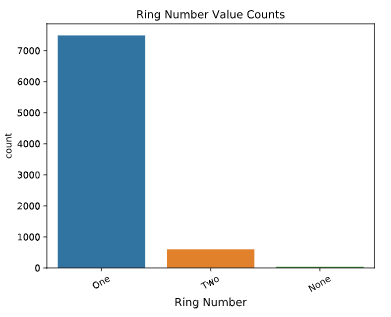 Ring Number Value Counts
7000
6000
5000
4000
3000
2000
1000
0
count
One
Two
None
Ring Number